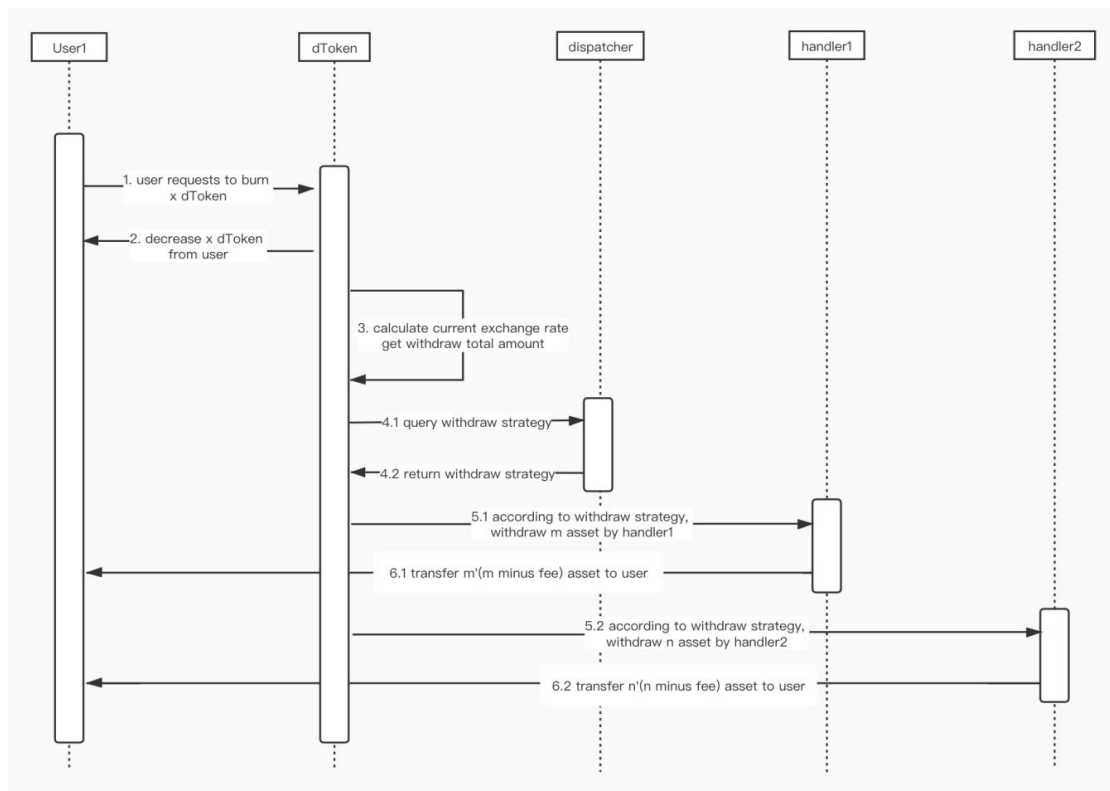 User1
dToken
dispatcher
handler1
handler2
1. user requests to burn
x dToken
2. decrease x dToken
from user
3. calculate current exchange rate
get withdraw total amount
4.1 query withdraw strategy
4.2 return withdraw strategy
5.1 according to withdraw strategy,
withdraw m asset by handler1
6.1 transfer m'(m minus fee) asset to user
5.2 according to withdraw strategy,
withdraw n asset by handler2
6.2 transfer n'(n minus fee) asset to user